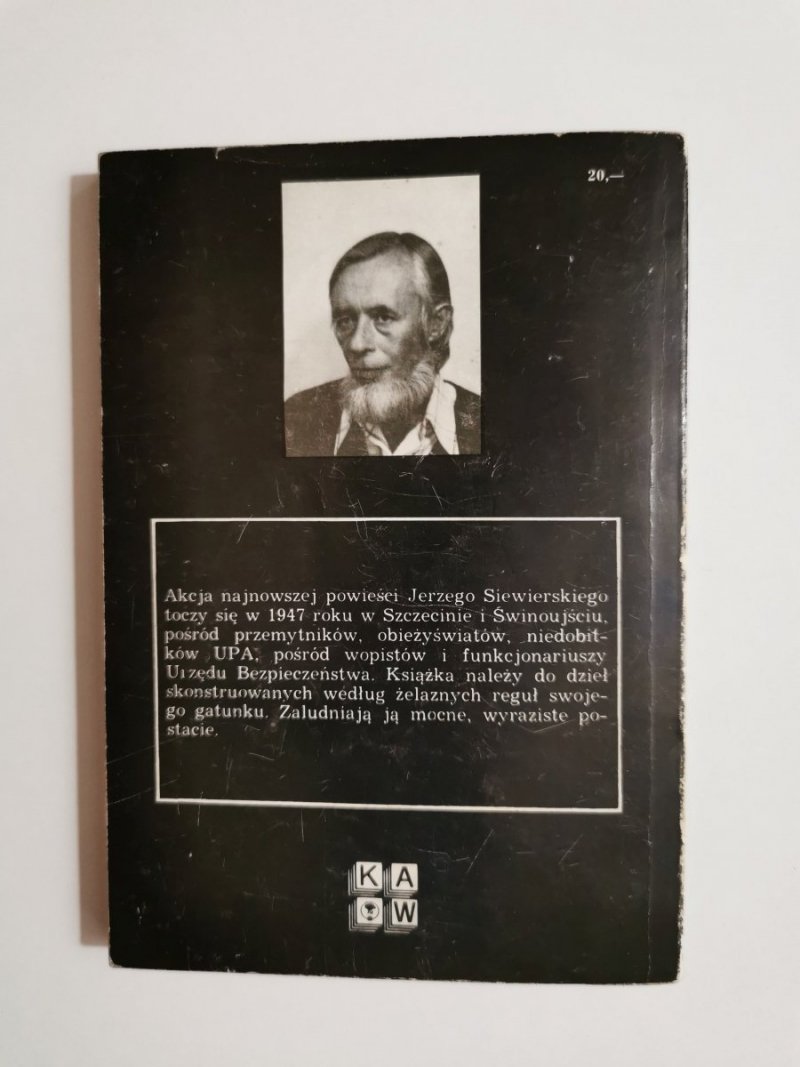 20,—
Akcja najnowszej powieści Jerzego Siewierskiego
toczy się w 1947 roku w Szczecinie i Świnoujściu,
pośród przemytników, obieżyświatów, niedobit-
ków UPA, pośród wopistów i funkcjonariuszy
Urzędu Bezpieczeństwa. Książka należy do dzieł
skonstruowanych według żelaznych reguł swoje-
go gatunku. Zaludniają ją mocne, wyraziste po-
stacie.
K A
W